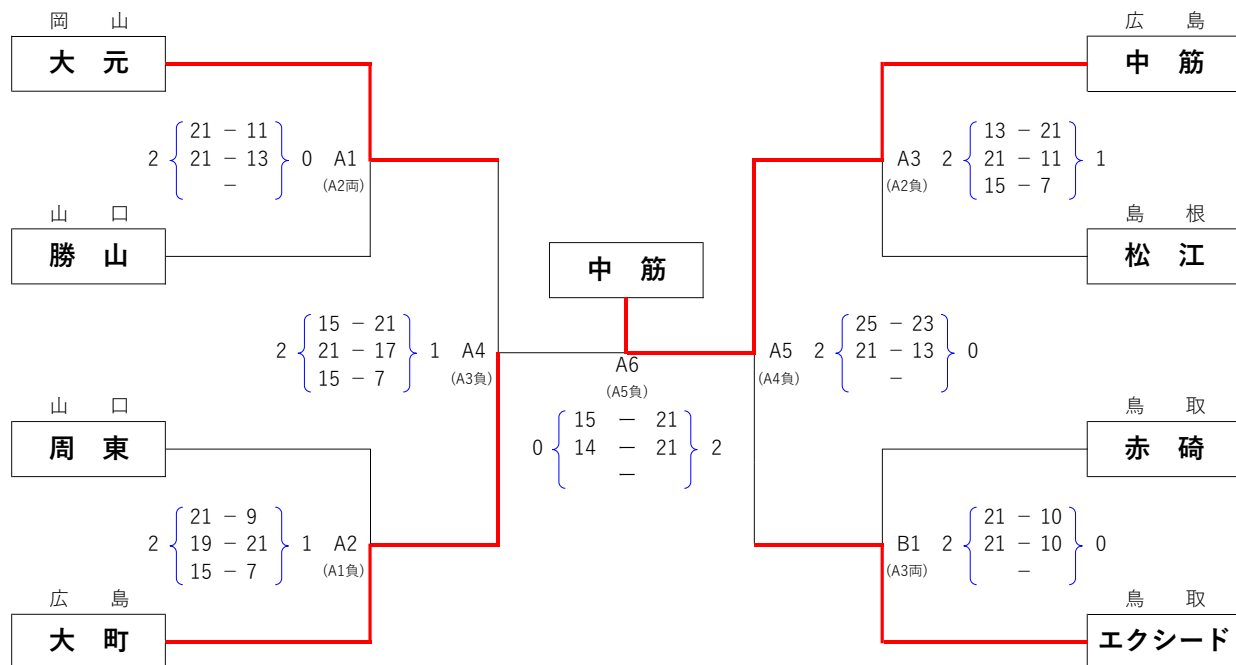 岡 山
大 元
21 － 11
2 21 － 13 0 A1
－ (A2両)
山 口
勝 山
15 － 21
2 21 － 17 1 A4
15 － 7 (A3負)
山 口
周 東
21 － 9
2 19 － 21 1 A2
15 － 7 (A1負)
広 島
大 町
中 筋
A6
(A5負)
15 － 21
0 14 － 21 2
－
広 島
中 筋
13 － 21
A3 2 21 － 11 1
(A2負) 15 － 7
島 根
松 江
25 － 23
A5 2 21 － 13 0
(A4負) －
鳥 取
赤 碕
21 － 10
B1 2 21 － 10 0
(A3両) －
鳥 取
エクシード